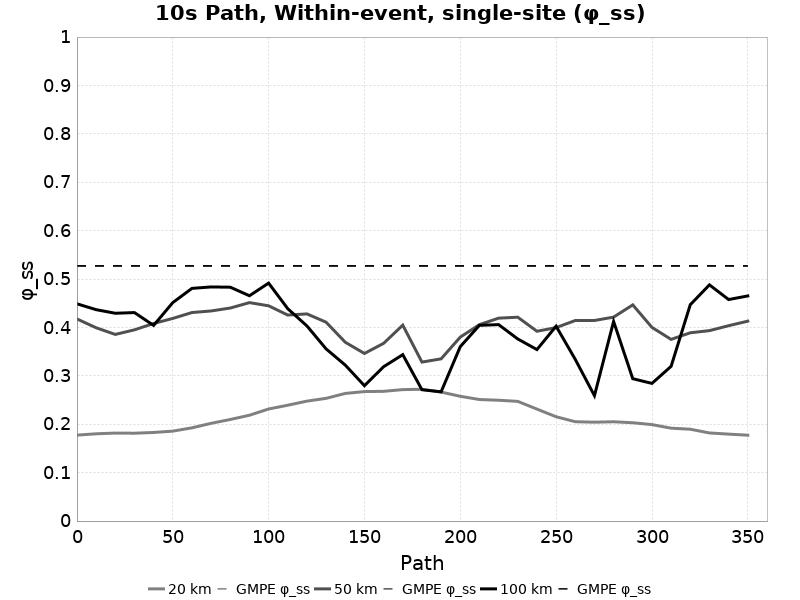 10s Path, Within-event, single-site (φ_ss)
1
0.9
0.8
0.7
0.6
0.5
0.4
0.3
0.2
0.1
0
φ_ss
0 50 100 150 200 250 300 350
Path
20 km GMPE φ_ss 50 km GMPE φ_ss 100 km GMPE φ_ss